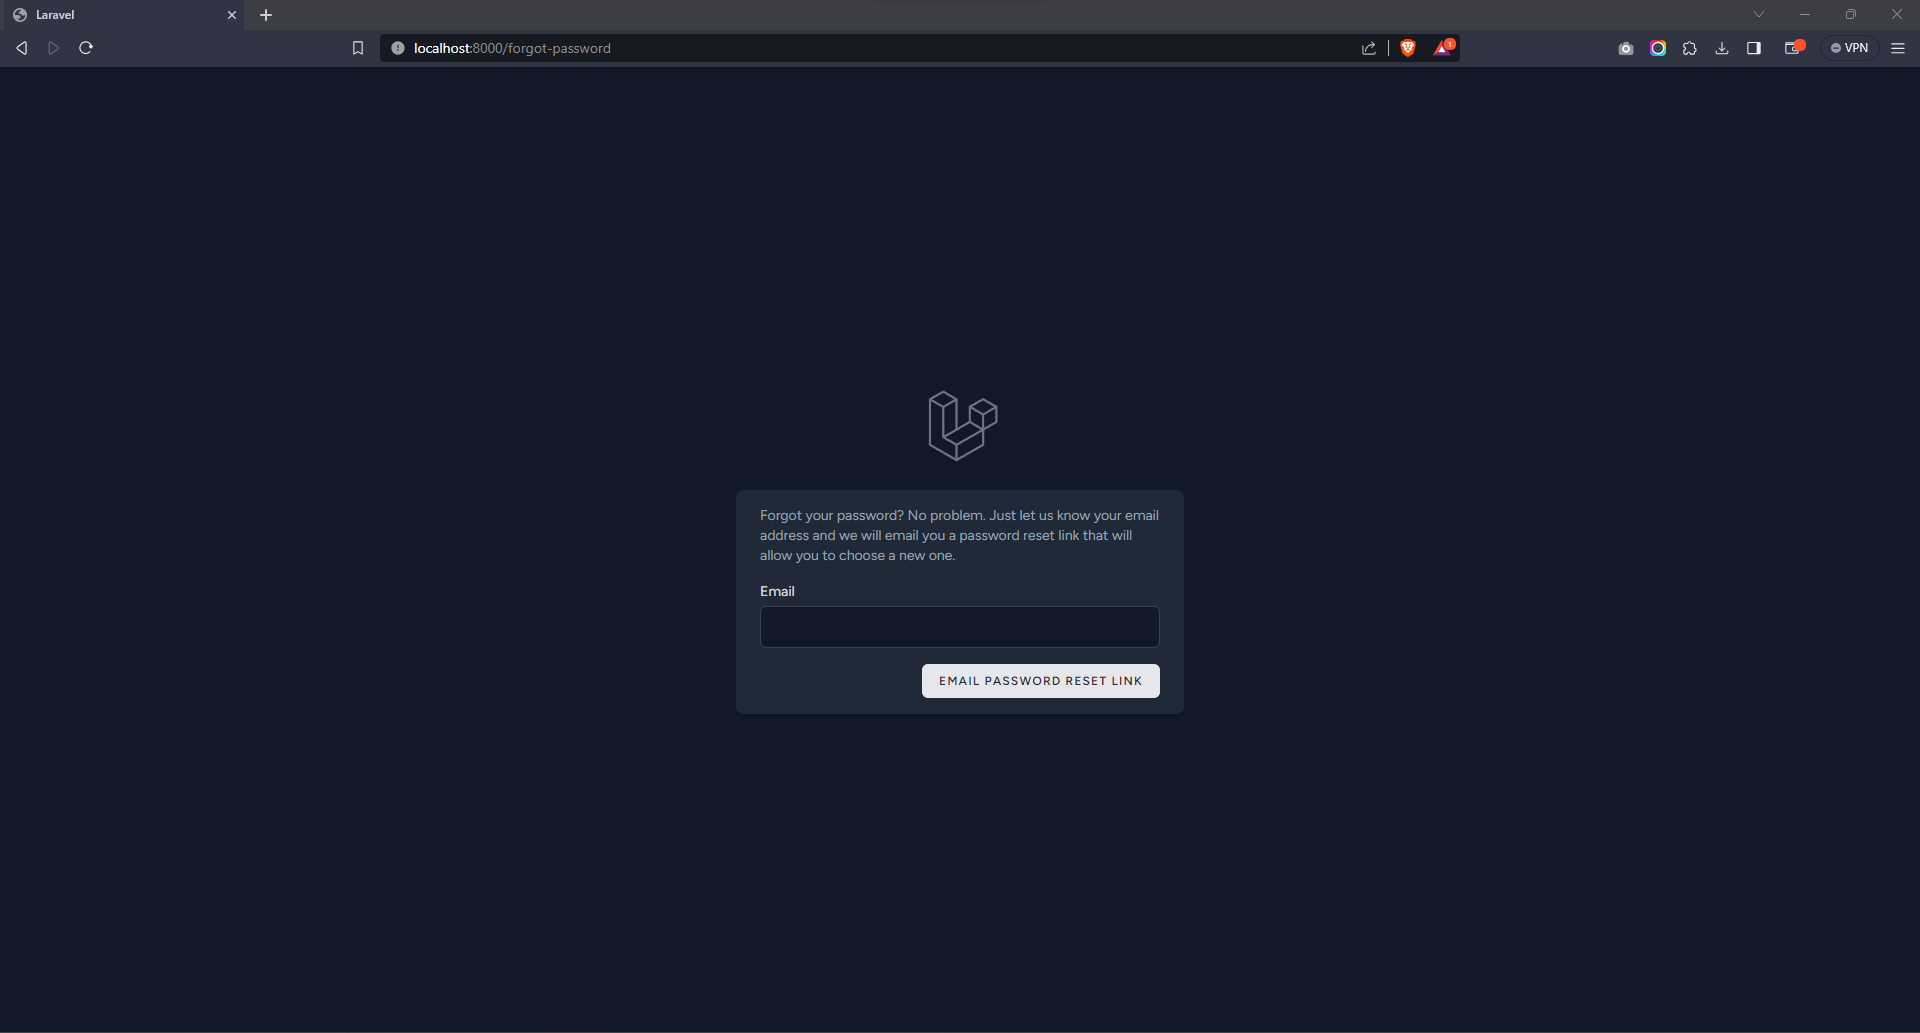 Laravel
localhost:8000/forgot-password
1
VPN
Forgot your password? No problem. Just let us know your email
address and we will email you a password reset link that will
allow you to choose a new one.
Email
EMAIL PASSWORD RESET LINK